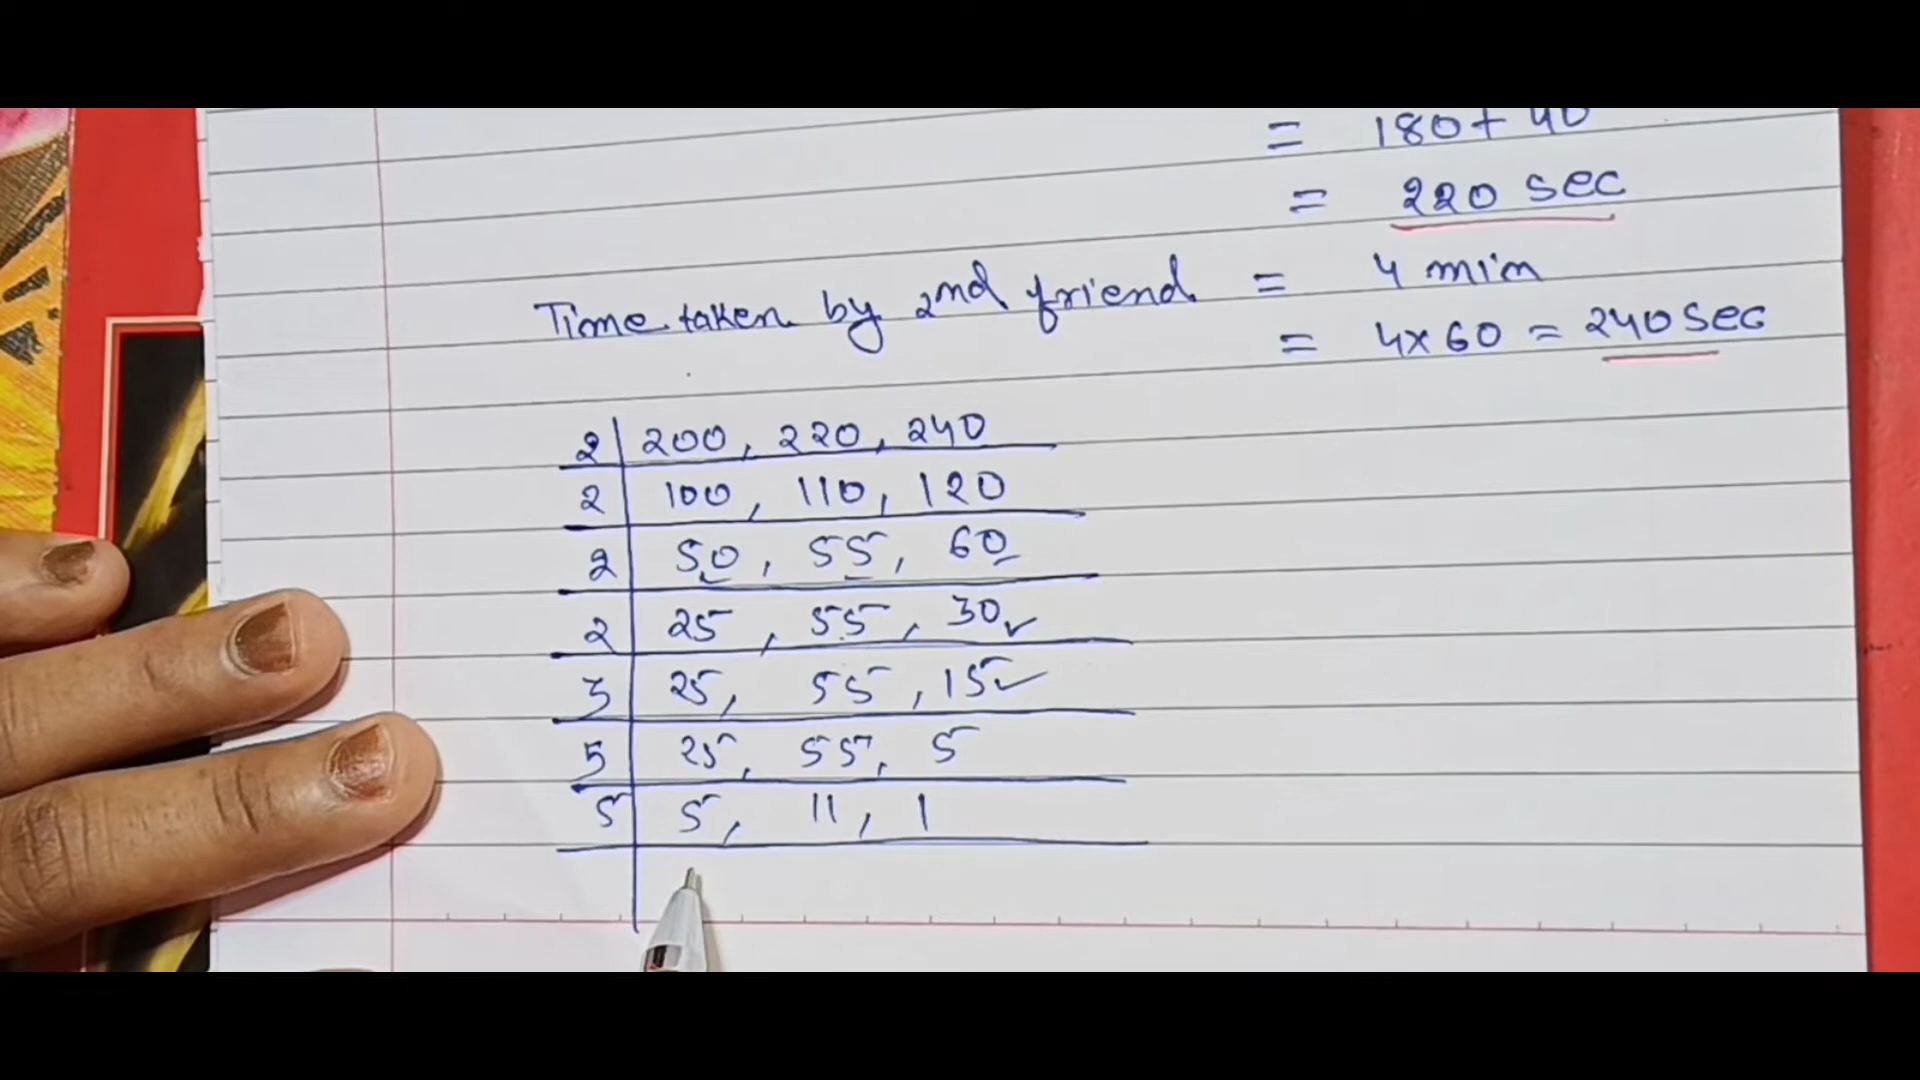 = 180 + 40
= 220 sec
Time taken by 2nd friend = 4 min
= 4×60 = 240 sec
2 | 200, 220, 240
2 | 100, 110, 120
2 | 50, 55, 60
2 | 25, 55, 30
3 | 25, 55, 15
5 | 25, 55, 5
5 | 5, 11, 1